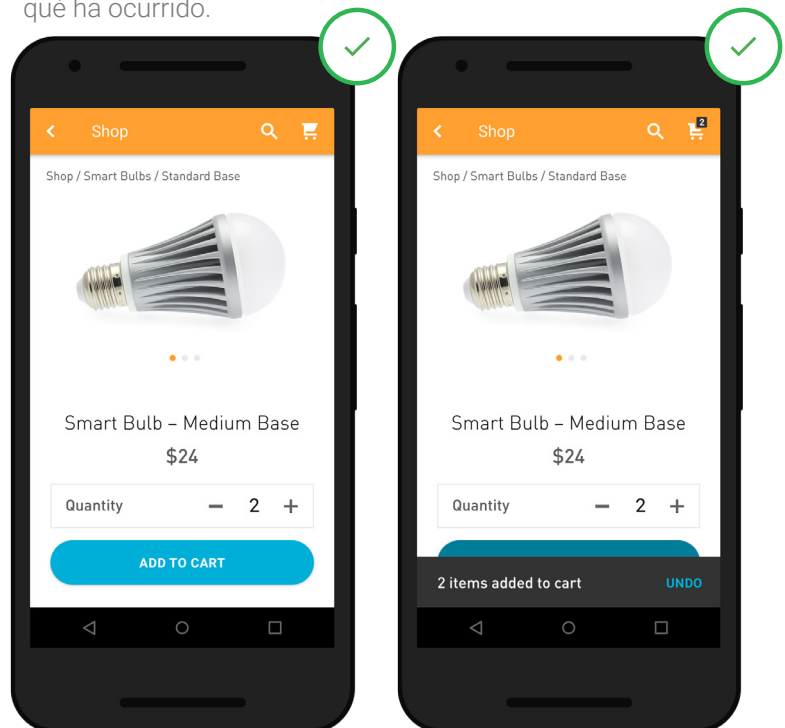 qué ha ocurrido.
Shop
Shop / Smart Bulbs / Standard Base
Smart Bulb – Medium Base
$24
Quantity – 2 +
ADD TO CART
Shop 2
Shop / Smart Bulbs / Standard Base
Smart Bulb – Medium Base
$24
Quantity – 2 +
2 items added to cart UNDO